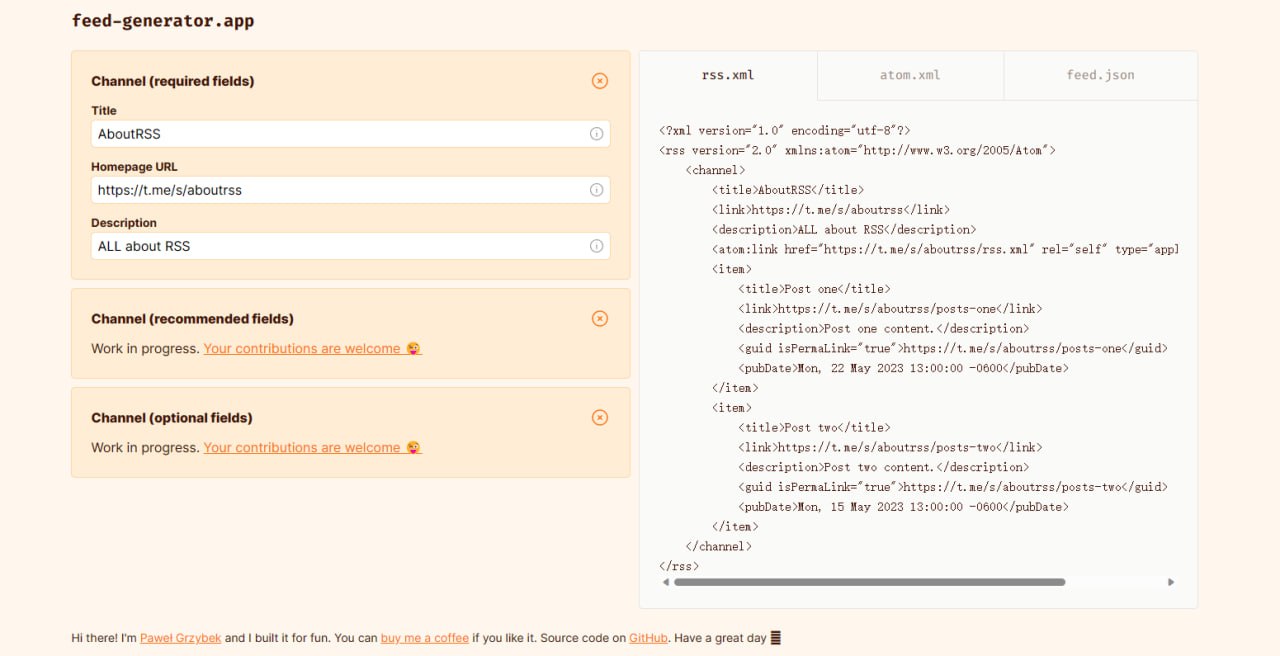 feed-generator.app
Channel (required fields)
Title
AboutRSS
Homepage URL
https://t.me/s/aboutrss
Description
ALL about RSS
Channel (recommended fields)
Work in progress. Your contributions are welcome 😜
Channel (optional fields)
Work in progress. Your contributions are welcome 😜
rss.xml
atom.xml
feed.json
<?xml version="1.0" encoding="utf-8"?>
<rss version="2.0" xmlns:atom="http://www.w3.org/2005/Atom">
    <channel>
        <title>AboutRSS</title>
        <link>https://t.me/s/aboutrss</link>
        <description>ALL about RSS</description>
        <atom:link href="https://t.me/s/aboutrss/rss.xml" rel="self" type="appl
        <item>
            <title>Post one</title>
            <link>https://t.me/s/aboutrss/posts-one</link>
            <description>Post one content.</description>
            <guid isPermaLink="true">https://t.me/s/aboutrss/posts-one</guid>
            <pubDate>Mon, 22 May 2023 13:00:00 -0600</pubDate>
        </item>
        <item>
            <title>Post two</title>
            <link>https://t.me/s/aboutrss/posts-two</link>
            <description>Post two content.</description>
            <guid isPermaLink="true">https://t.me/s/aboutrss/posts-two</guid>
            <pubDate>Mon, 15 May 2023 13:00:00 -0600</pubDate>
        </item>
    </channel>
</rss>
Hi there! I'm Paweł Grzybek and I built it for fun. You can buy me a coffee if you like it. Source code on GitHub. Have a great day